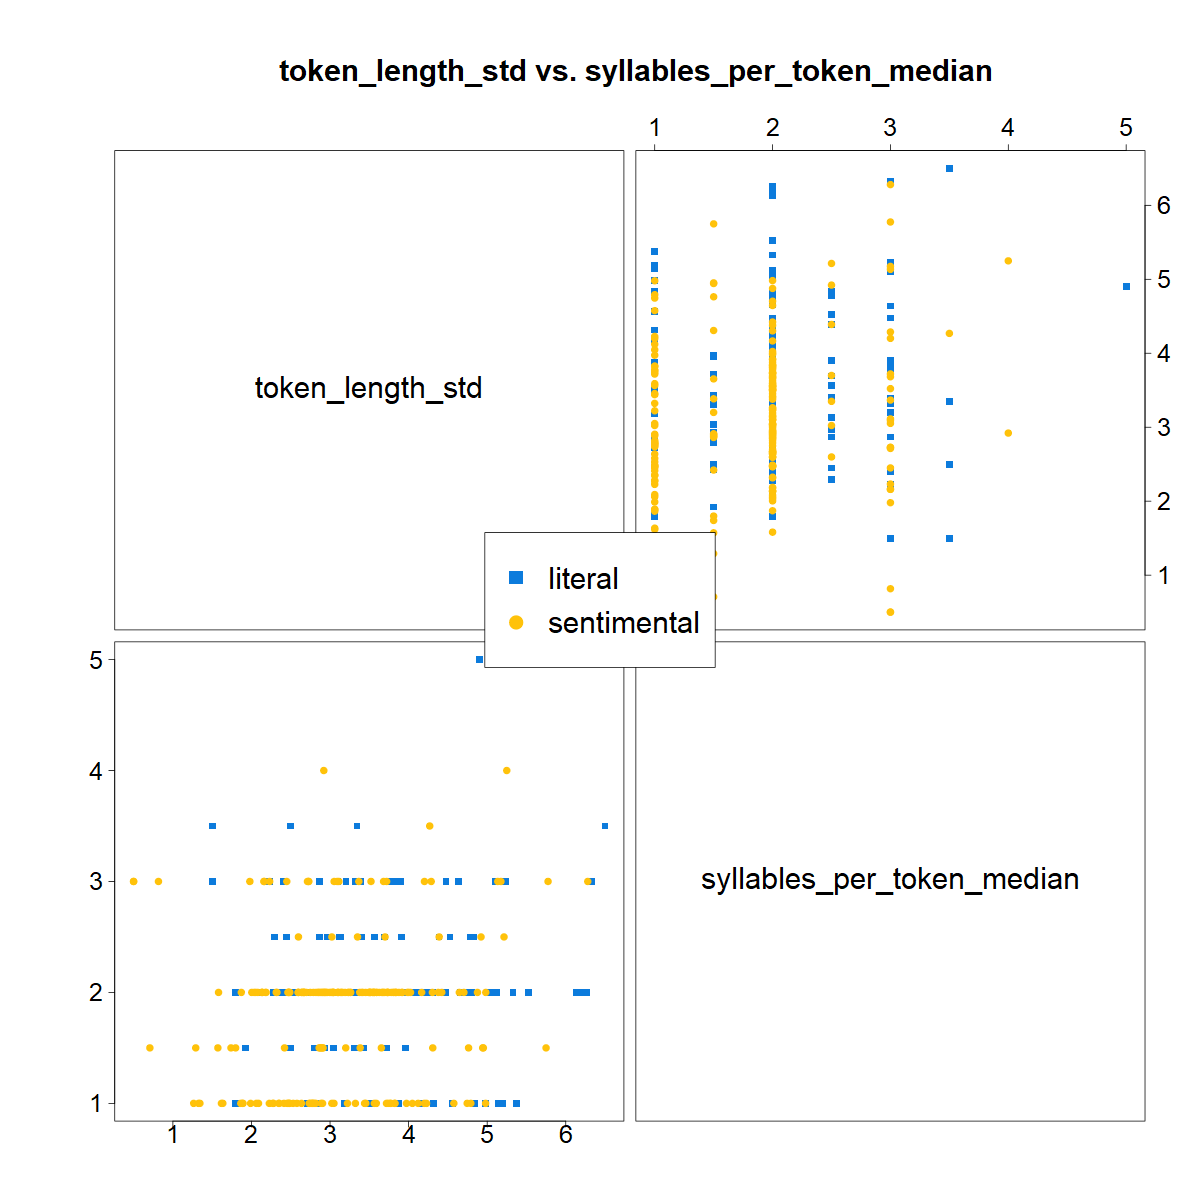 token_length_std vs. syllables_per_token_median
1 2 3 4 5
token_length_std
6
5
4
3
2
1
literal
sentimental
5
4
3
2
1
syllables_per_token_median
1 2 3 4 5 6